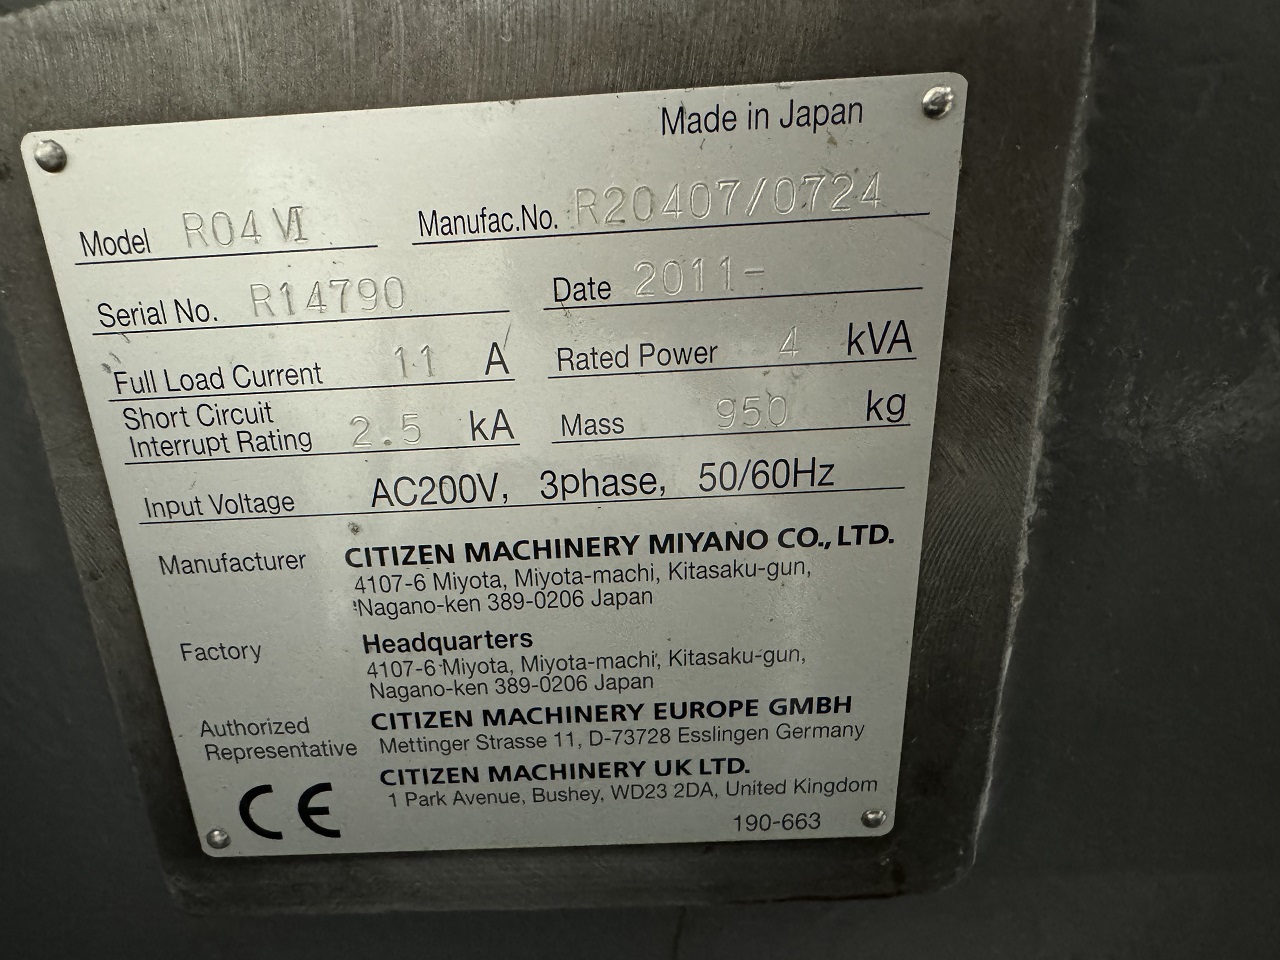 Made in Japan
Model R04 VI Manufac.No. R20407/0724
Serial No. R14790 Date 2011-
Full Load Current 11 A Rated Power 4 kVA
Short Circuit
Interrupt Rating 2.5 kA Mass 950 kg
Input Voltage AC200V, 3phase, 50/60Hz
Manufacturer CITIZEN MACHINERY MIYANO CO., LTD.
4107-6 Miyota, Miyota-machi, Kitasaku-gun,
Nagano-ken 389-0206 Japan
Factory Headquarters
4107-6 Miyota, Miyota-machi, Kitasaku-gun,
Nagano-ken 389-0206 Japan
Authorized Representative CITIZEN MACHINERY EUROPE GMBH
Mettinger Strasse 11, D-73728 Esslingen Germany
CITIZEN MACHINERY UK LTD.
1 Park Avenue, Bushey, WD23 2DA, United Kingdom
CE
190-663